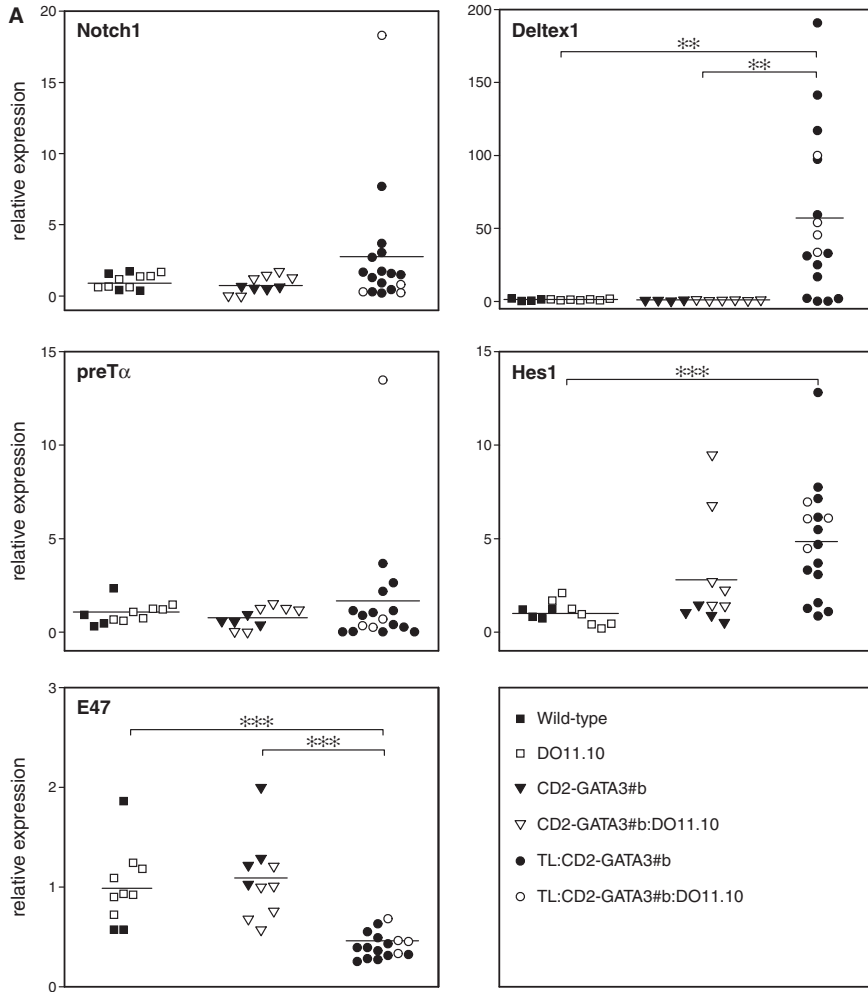 A
Notch1
relative expression
20
15
10
5
0
Deltex1
200
150
100
50
0
**
**
preTα
relative expression
15
10
5
0
Hes1
15
10
5
0
***
E47
relative expression
3
2
1
0
***
***
Wild-type
DO11.10
CD2-GATA3#b
CD2-GATA3#b:DO11.10
TL:CD2-GATA3#b
TL:CD2-GATA3#b:DO11.10